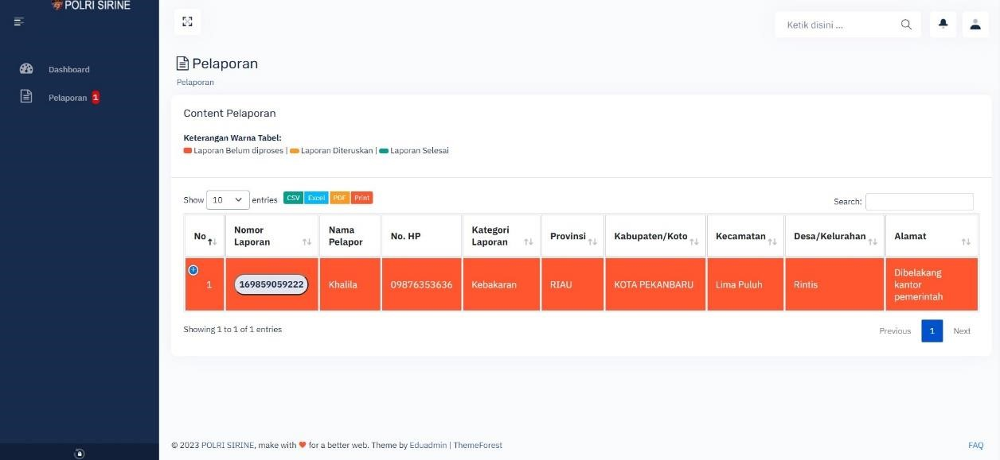 POLRI SIRINE
Ketik disini ...
Dashboard
Pelaporan 1
Pelaporan
Pelaporan
Content Pelaporan
Keterangan Warna Tabel:
Laporan Belum diproses | Laporan Diteruskan | Laporan Selesai
Show 10 entries CSV Excel PDF Print
Search:
No Nomor Laporan Nama Pelapor No. HP Kategori Laporan Provinsi Kabupaten/Koto Kecamatan Desa/Kelurahan Alamat
1 169859059222 Khalila 09876353636 Kebakaran RIAU KOTA PEKANBARU Lima Puluh Rintis Dibelakang kantor pemerintah
Showing 1 to 1 of 1 entries
Previous 1 Next
© 2023 POLRI SIRINE, make with ♥ for a better web. Theme by Eduadmin | ThemeForest
FAQ